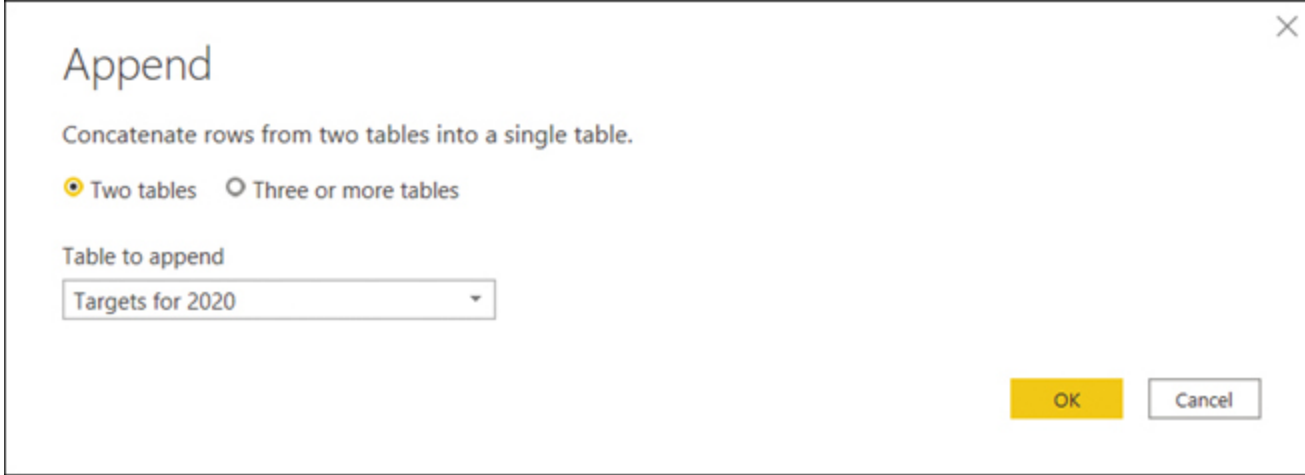 Append
Concatenate rows from two tables into a single table.
Two tables Three or more tables
Table to append
Targets for 2020
OK Cancel